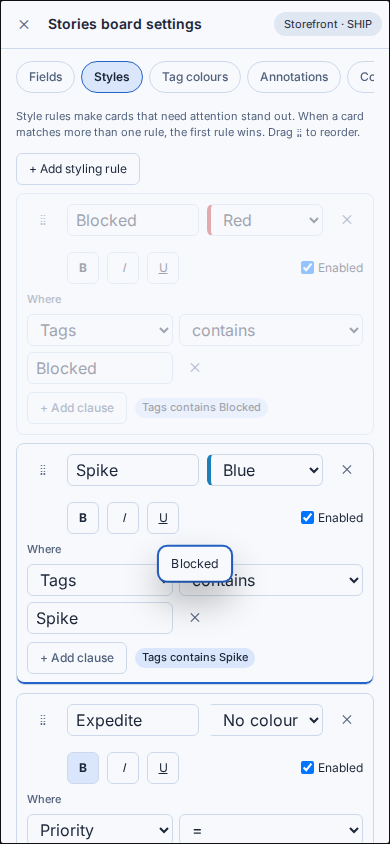 × Stories board settings Storefront · SHIP
Fields Styles Tag colours Annotations Co
Style rules make cards that need attention stand out. When a card
matches more than one rule, the first rule wins. Drag ⣿ to reorder.
+ Add styling rule
Blocked Red ×
B I U Enabled
Where
Tags contains
Blocked ×
+ Add clause Tags contains Blocked
Spike Blue ×
B I U Enabled
Where
Blocked
Tags contains
Spike ×
+ Add clause Tags contains Spike
Expedite No colour ×
B I U Enabled
Where
Priority =